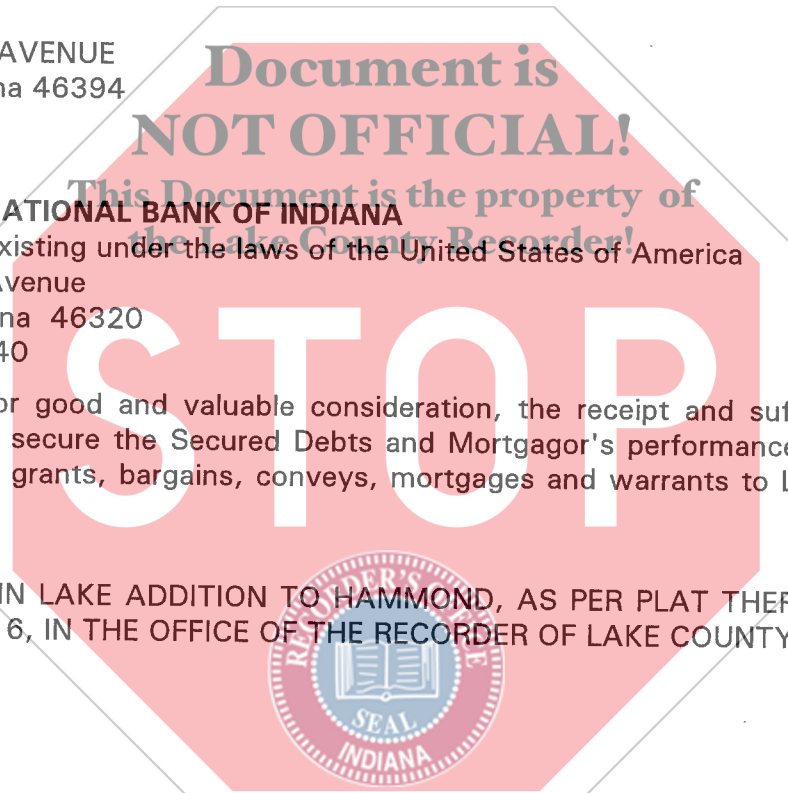 AVENUE
na 46394
Document is
NOT OFFICIAL!
This Document is the property of
the Lake County Recorder!
ATIONAL BANK OF INDIANA
xisting under the laws of the United States of America
Avenue
na 46320
40
STOP
or good and valuable consideration, the receipt and suf
secure the Secured Debts and Mortgagor's performance
grants, bargains, conveys, mortgages and warrants to L
IN LAKE ADDITION TO HAMMOND, AS PER PLAT THER
6, IN THE OFFICE OF THE RECORDER OF LAKE COUNTY
RECORDER'S OFFICE
SEAL
INDIANA